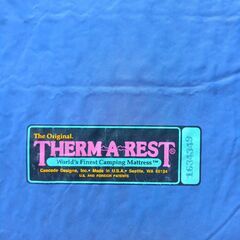 The Original.
THERM-A-REST®
World's Finest Camping Mattress™
Cascade Designs, Inc. • Made in U.S.A. • Seattle, WA 98134
U.S. AND FOREIGN PATENTS
1634349